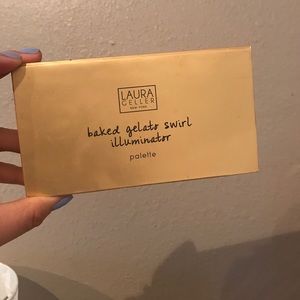 LAURA
GELLER
NEW YORK
baked gelato swirl
illuminator
palette